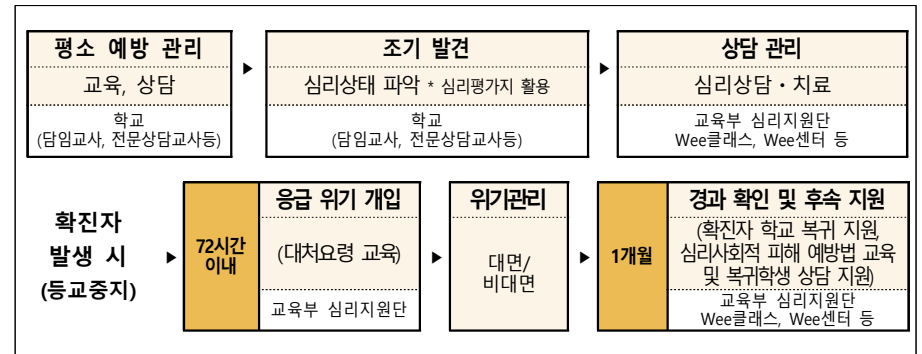 평소 예방 관리
교육, 상담
학교
(담임교사, 전문상담교사등)
▶
조기 발견
심리상태 파악 * 심리평가지 활용
학교
(담임교사, 전문상담교사등)
▶
상담 관리
심리상담・치료
교육부 심리지원단
Wee클래스, Wee센터 등
확진자
발생 시
(등교중지)
▶
72시간
이내
응급 위기 개입
(대처요령 교육)
교육부 심리지원단
▶
위기관리
대면/
비대면
▶
1개월
경과 확인 및 후속 지원
(확진자 학교 복귀 지원,
심리사회적 피해 예방법 교육
및 복귀학생 상담 지원)
교육부 심리지원단
Wee클래스, Wee센터 등